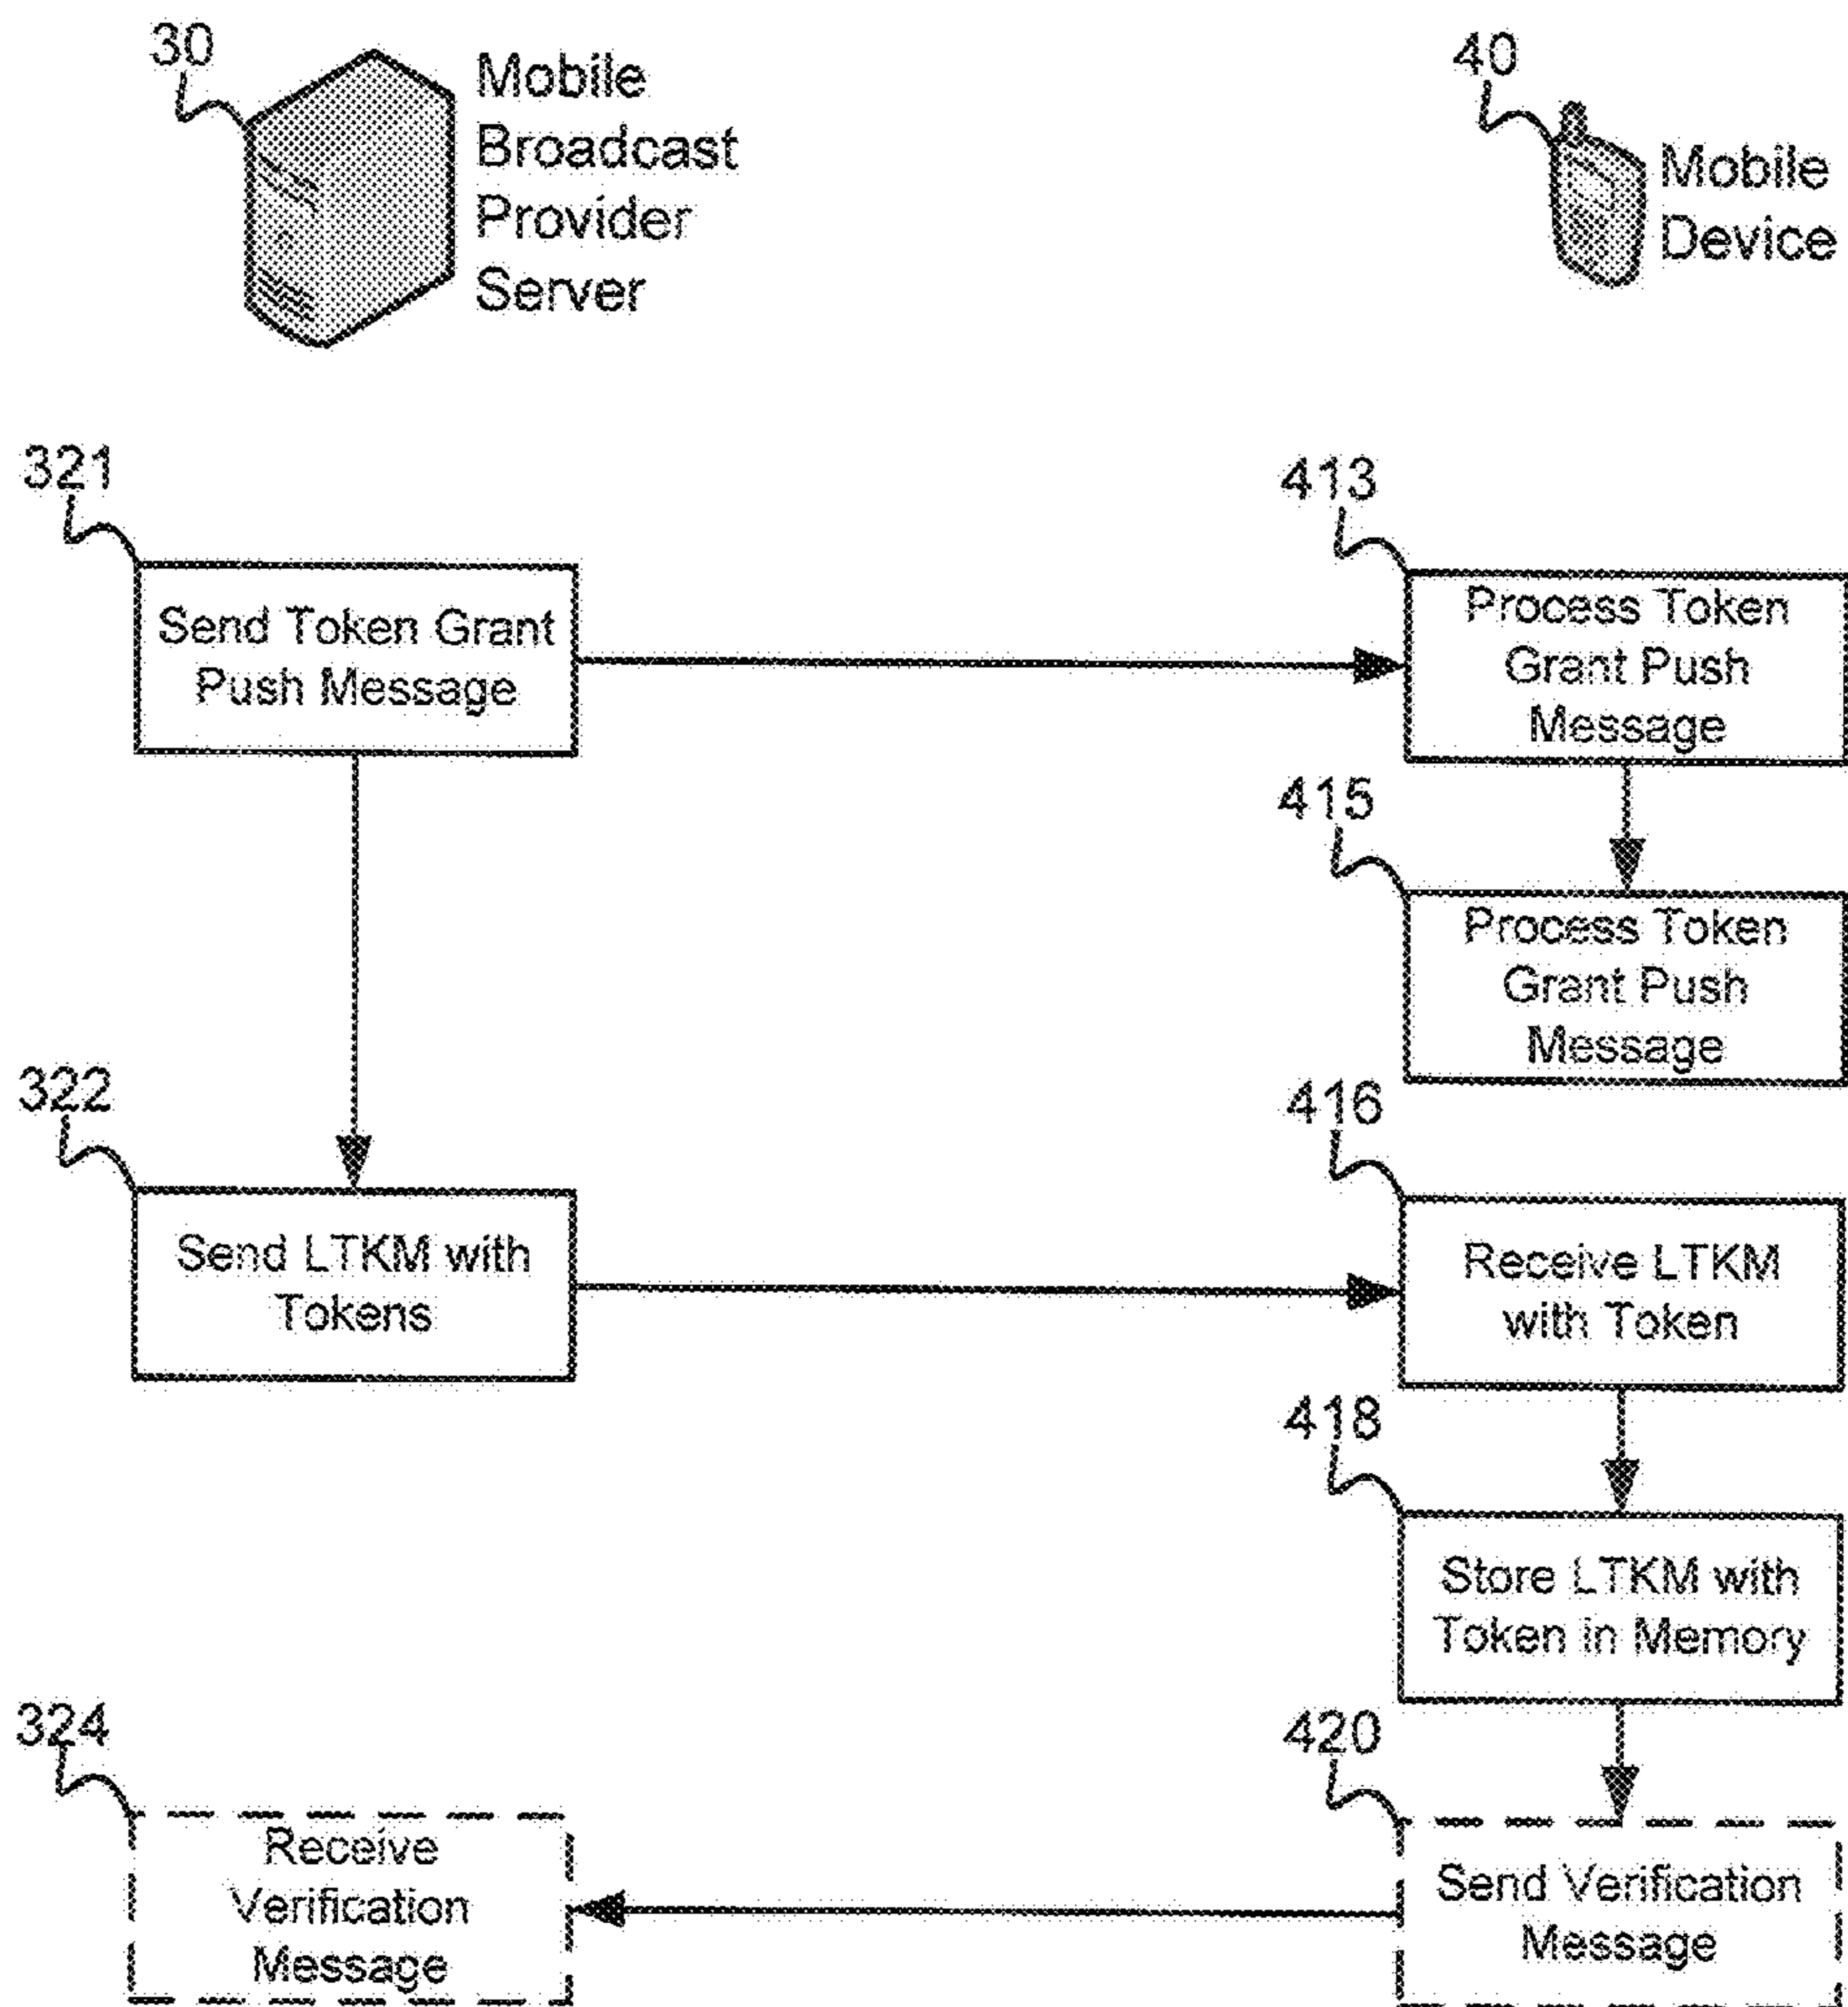 30
Mobile
Broadcast
Provider
Server
40
Mobile
Device
321
Send Token Grant
Push Message
413
Process Token
Grant Push
Message
415
Process Token
Grant Push
Message
322
Send LTKM with
Tokens
416
Receive LTKM
with Token
418
Store LTKM with
Token in Memory
324
Receive
Verification
Message
420
Send Verification
Message